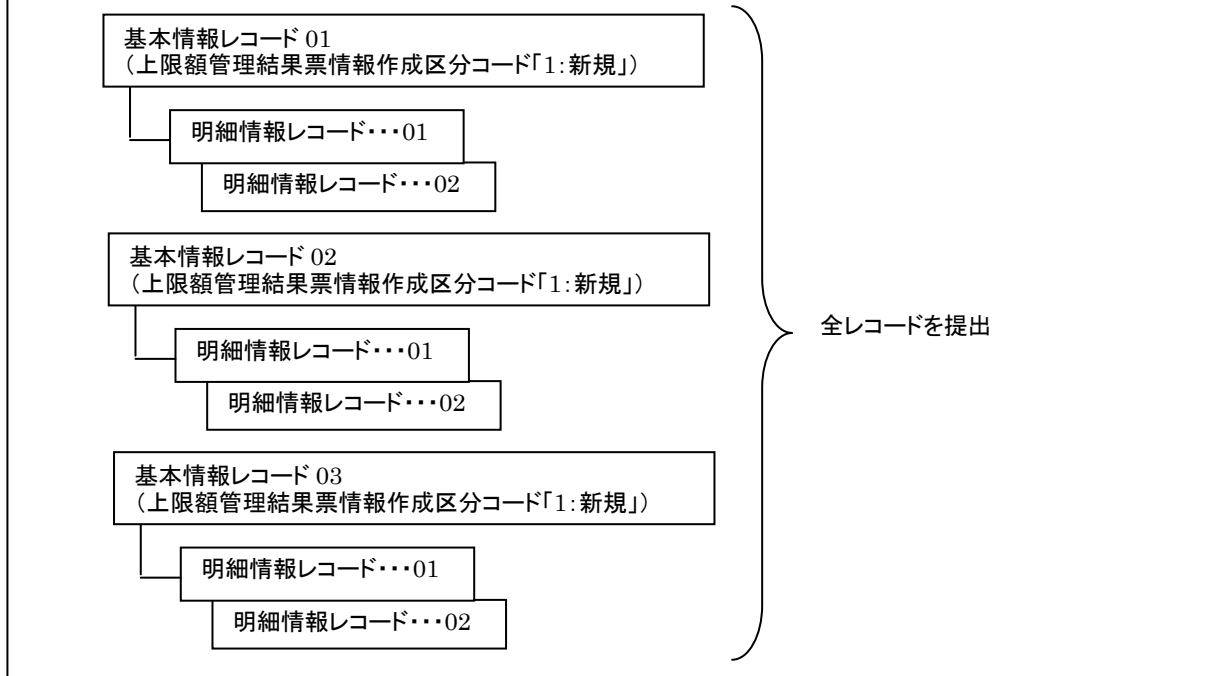 基本情報レコード 01
（上限額管理結果票情報作成区分コード「1：新規」）
明細情報レコード・・・01
明細情報レコード・・・02
基本情報レコード 02
（上限額管理結果票情報作成区分コード「1：新規」）
明細情報レコード・・・01
明細情報レコード・・・02
全レコードを提出
基本情報レコード 03
（上限額管理結果票情報作成区分コード「1：新規」）
明細情報レコード・・・01
明細情報レコード・・・02